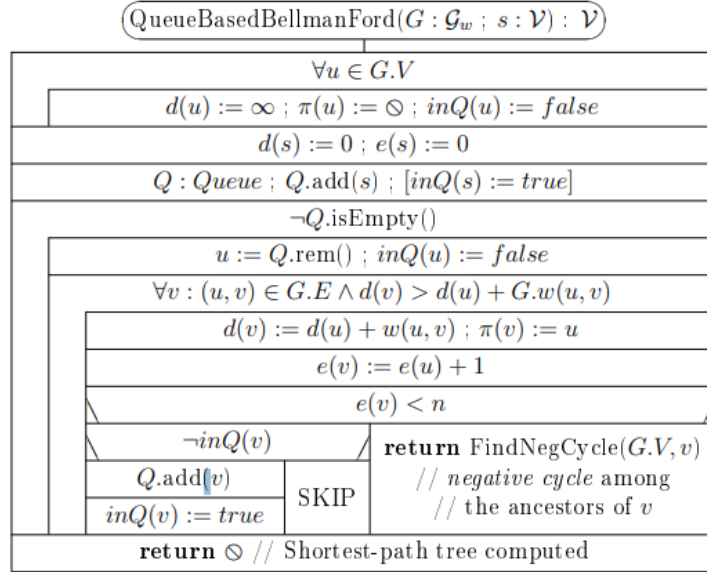 QueueBasedBellmanFord(G : 𝒢w ; s : 𝒱) : 𝒱
∀u ∈ G.V
d(u) := ∞ ; π(u) := ⦸ ; inQ(u) := false
d(s) := 0 ; e(s) := 0
Q : Queue ; Q.add(s) ; [inQ(s) := true]
¬Q.isEmpty()
u := Q.rem() ; inQ(u) := false
∀v : (u, v) ∈ G.E ∧ d(v) > d(u) + G.w(u, v)
d(v) := d(u) + w(u, v) ; π(v) := u
e(v) := e(u) + 1
e(v) < n
¬inQ(v)
Q.add(v)
inQ(v) := true
SKIP
return FindNegCycle(G.V, v)
// negative cycle among
// the ancestors of v
return ⦸ // Shortest-path tree computed